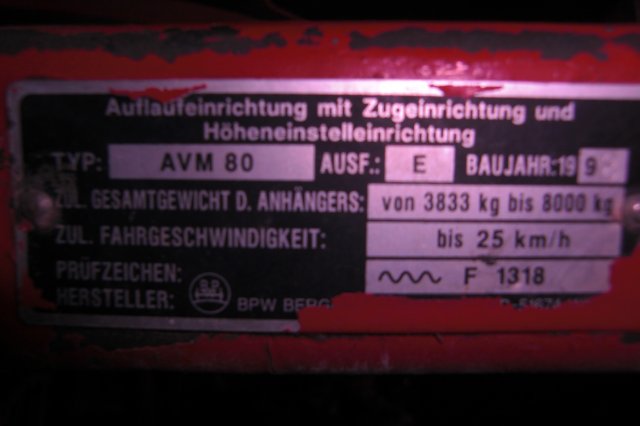 Auflaufeinrichtung mit Zugeinrichtung und
Höheneinstelleinrichtung
TYP: AVM 80 AUSF.: E BAUJAHR: 19 9
ZUL. GESAMTGEWICHT D. ANHÄNGERS: von 3833 kg bis 8000 kg
ZUL. FAHRGESCHWINDIGKEIT: bis 25 km/h
PRÜFZEICHEN: F 1318
HERSTELLER: BPW BERG